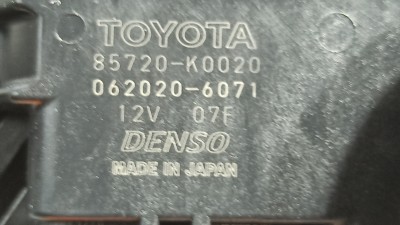 TOYOTA
85720-K0020
062020-6071
12V 07F
DENSO
MADE IN JAPAN